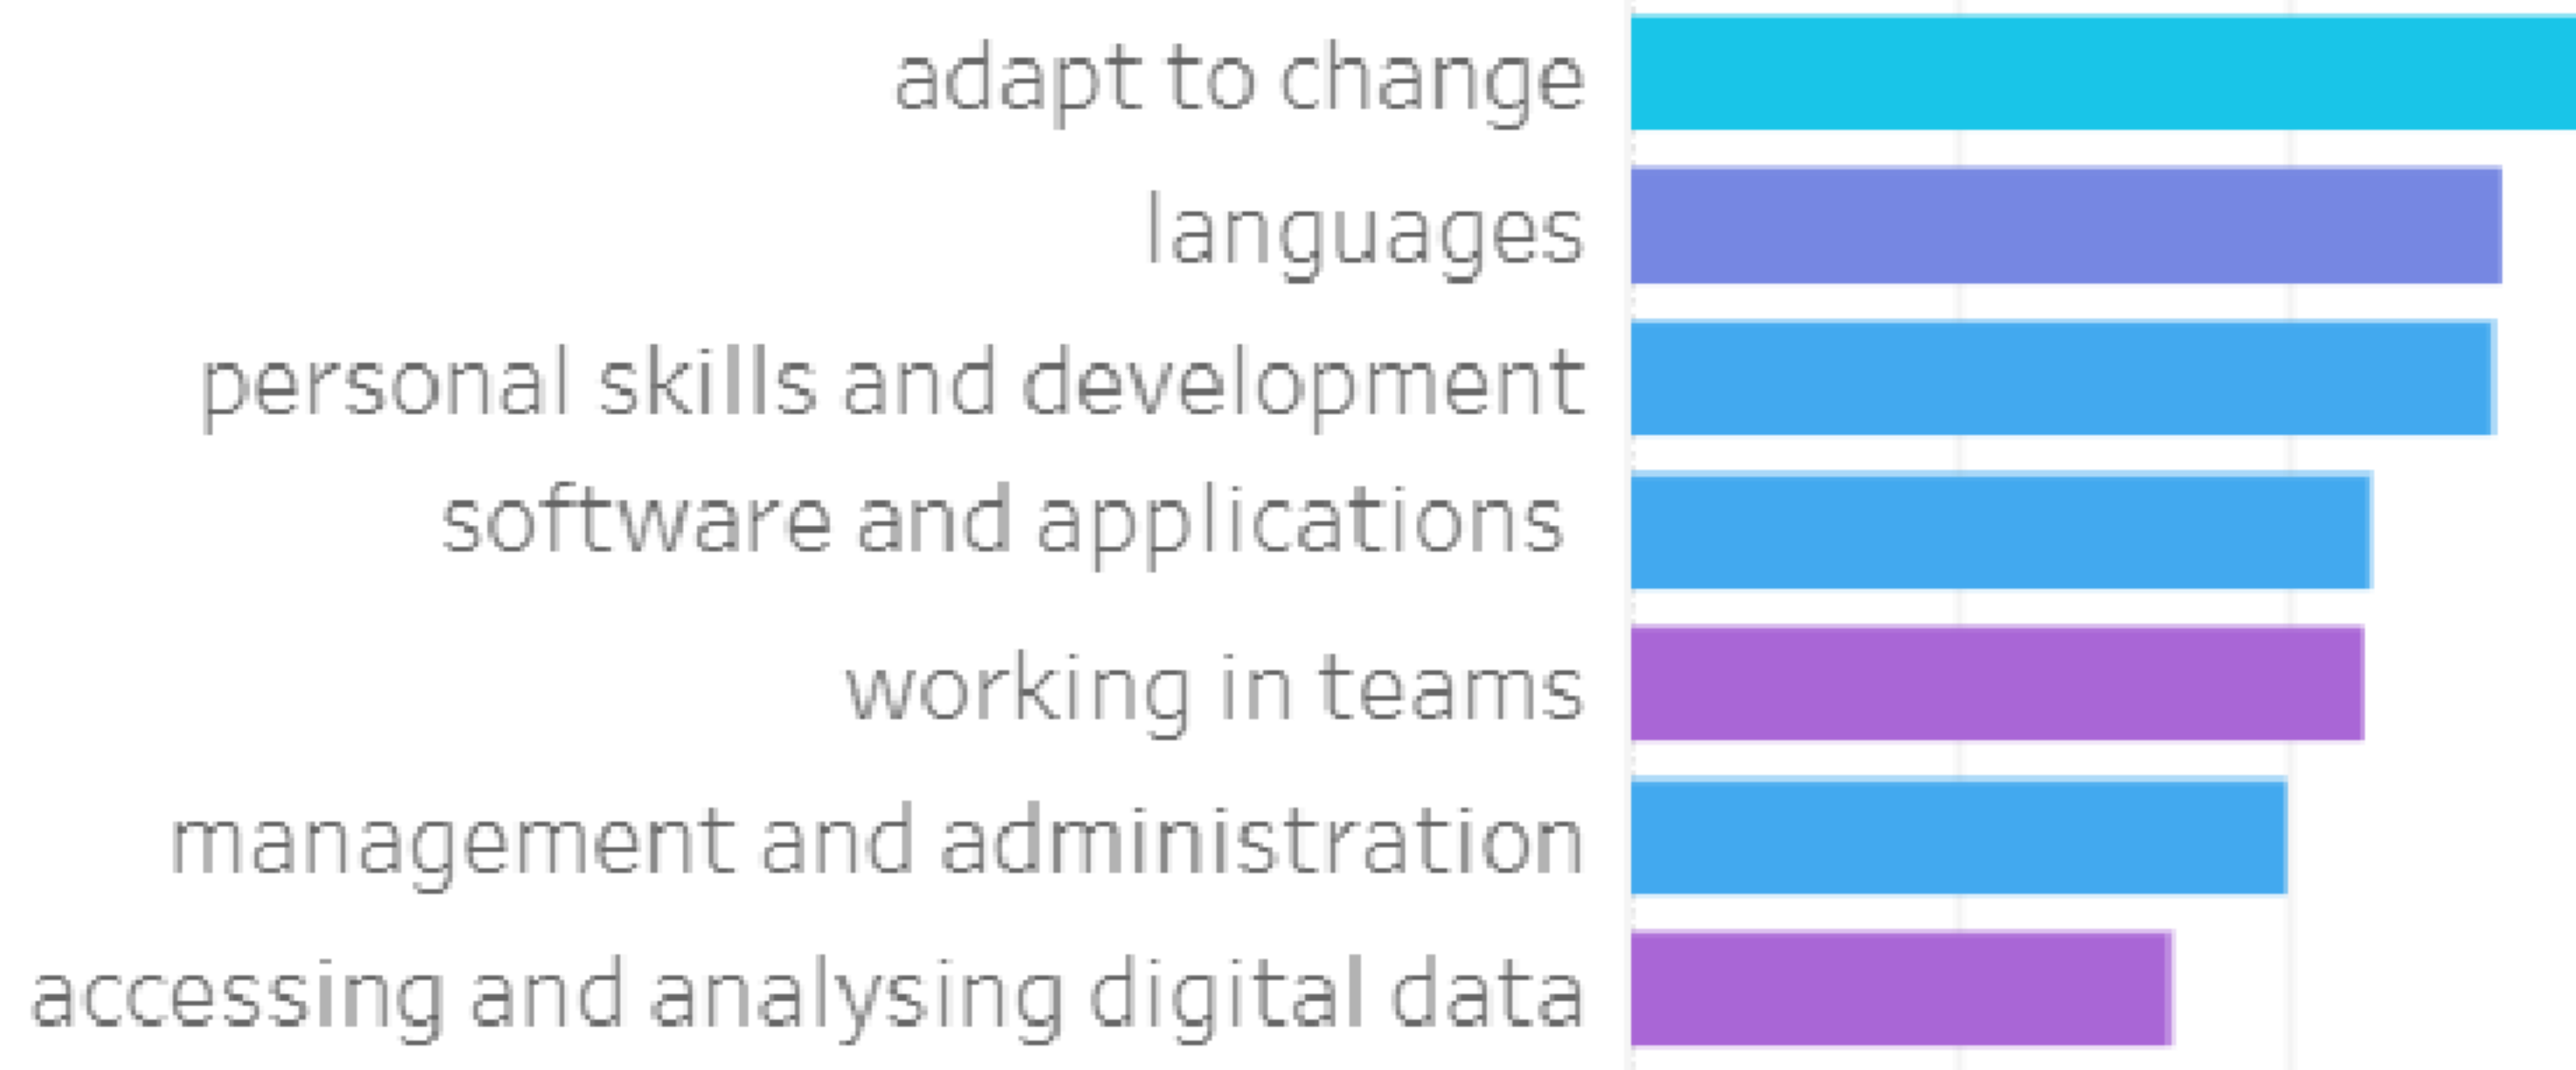 adapt to change
languages
personal skills and development
software and applications
working in teams
management and administration
accessing and analysing digital data